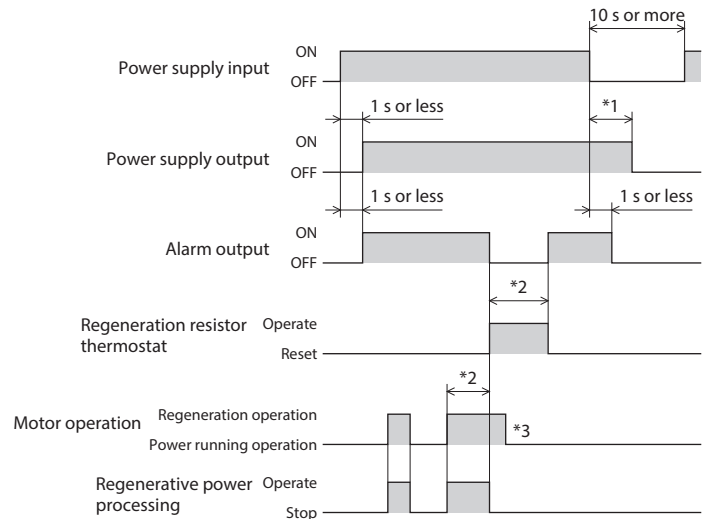 10 s or more
ON
Power supply input
OFF
1 s or less
*1
ON
Power supply output
OFF
1 s or less
1 s or less
ON
Alarm output
OFF
*2
Regeneration resistor
thermostat
Operate
Reset
*2
Motor operation
Regeneration operation
*3
Power running operation
Regenerative power
processing
Operate
Stop